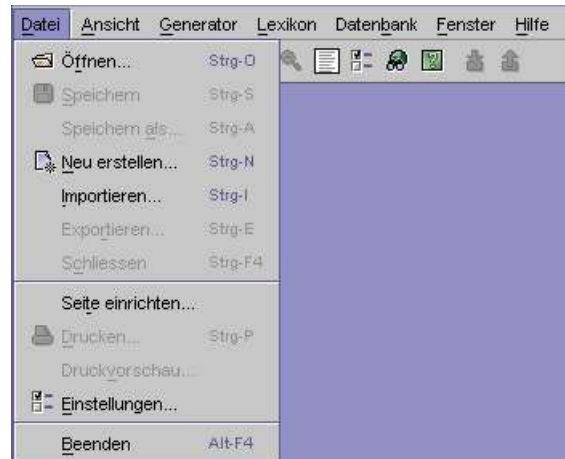 Datei Ansicht Generator Lexikon Datenbank Fenster Hilfe
Öffnen... Strg-O
Speichern Strg-S
Speichern als... Strg-A
Neu erstellen... Strg-N
Importieren... Strg-I
Exportieren... Strg-E
Schliessen Strg-F4
Seite einrichten...
Drucken... Strg-P
Druckvorschau...
Einstellungen...
Beenden Alt-F4